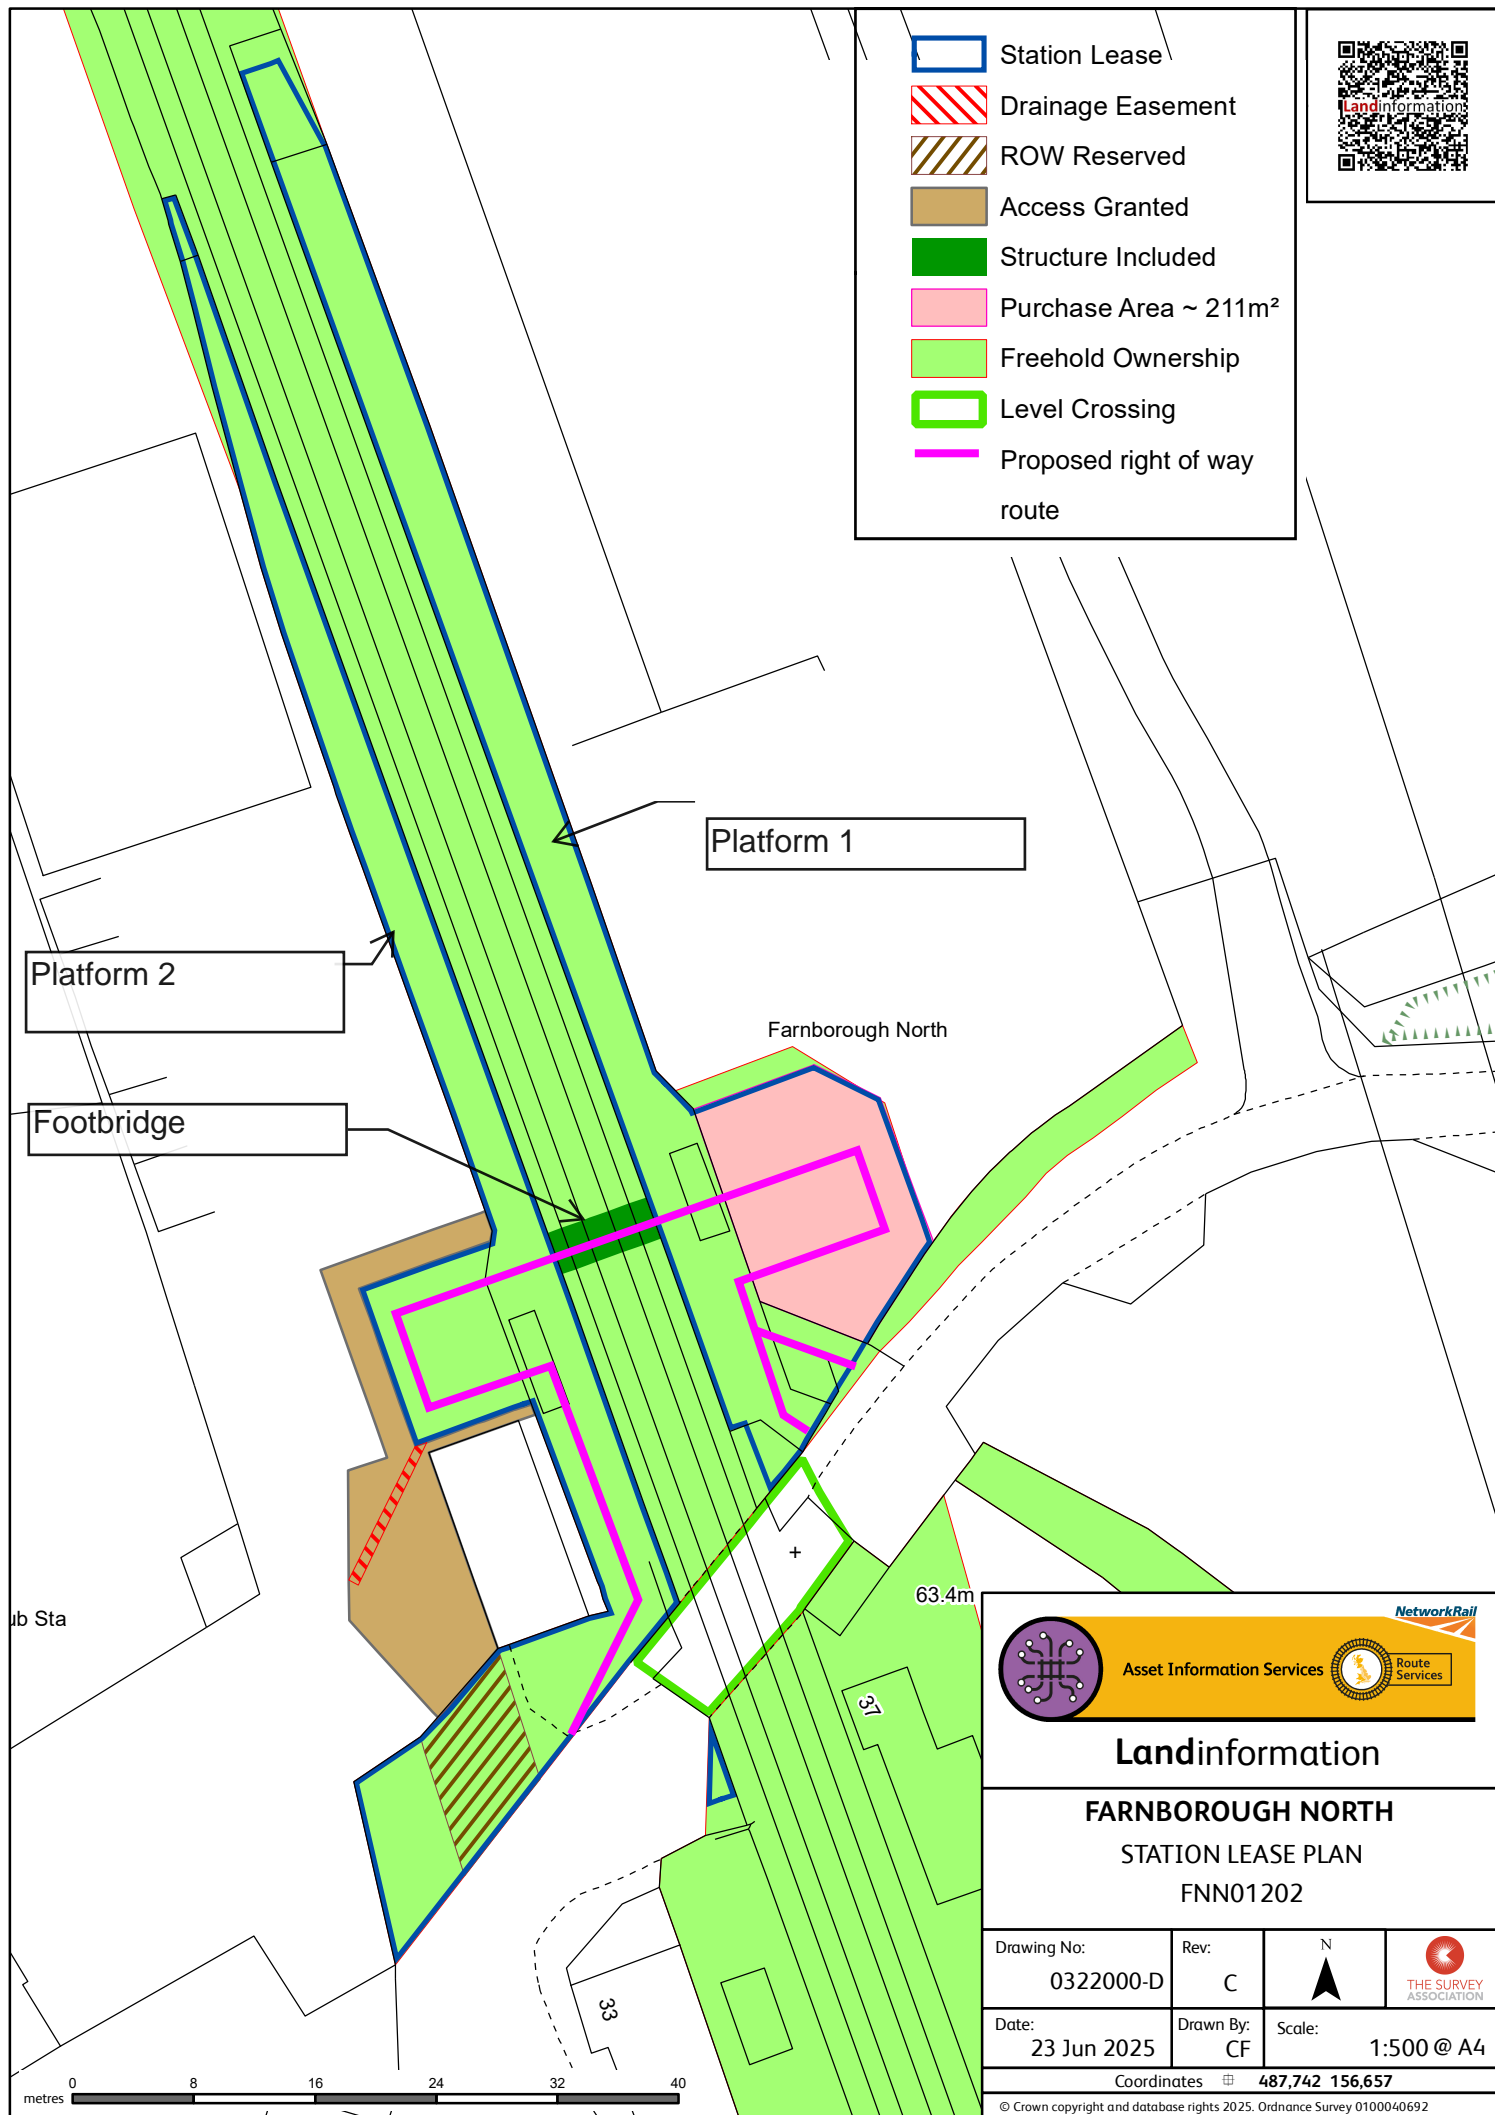 Station Lease
Drainage Easement
ROW Reserved
Access Granted
Structure Included
Purchase Area ~ 211m²
Freehold Ownership
Level Crossing
Proposed right of way
route
Landinformation
Platform 1
Platform 2
Farnborough North
Footbridge
63.4m
ub Sta
37
33
NetworkRail
Asset Information Services
Route
Services
Landinformation
FARNBOROUGH NORTH
STATION LEASE PLAN
FNN01202
Drawing No:
0322000-D
Rev:
C
N
THE SURVEY
ASSOCIATION
Date:
23 Jun 2025
Drawn By:
CF
Scale:
1:500 @ A4
Coordinates 487,742 156,657
© Crown copyright and database rights 2025. Ordnance Survey 0100040692
metres 0 8 16 24 32 40